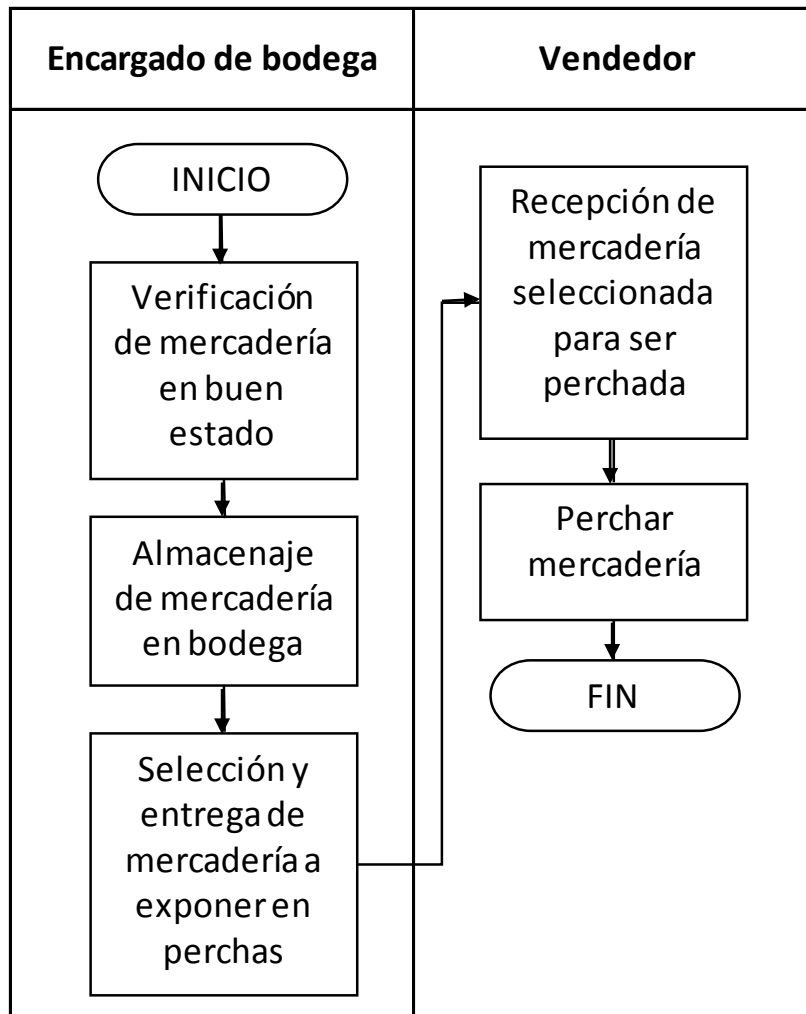 Encargado de bodega
Vendedor
INICIO
Verificación
de mercadería
en buen
estado
Almacenaje
de mercadería
en bodega
Selección y
entrega de
mercadería a
exponer en
perchas
Recepción de
mercadería
seleccionada
para ser
perchada
Perchar
mercadería
FIN